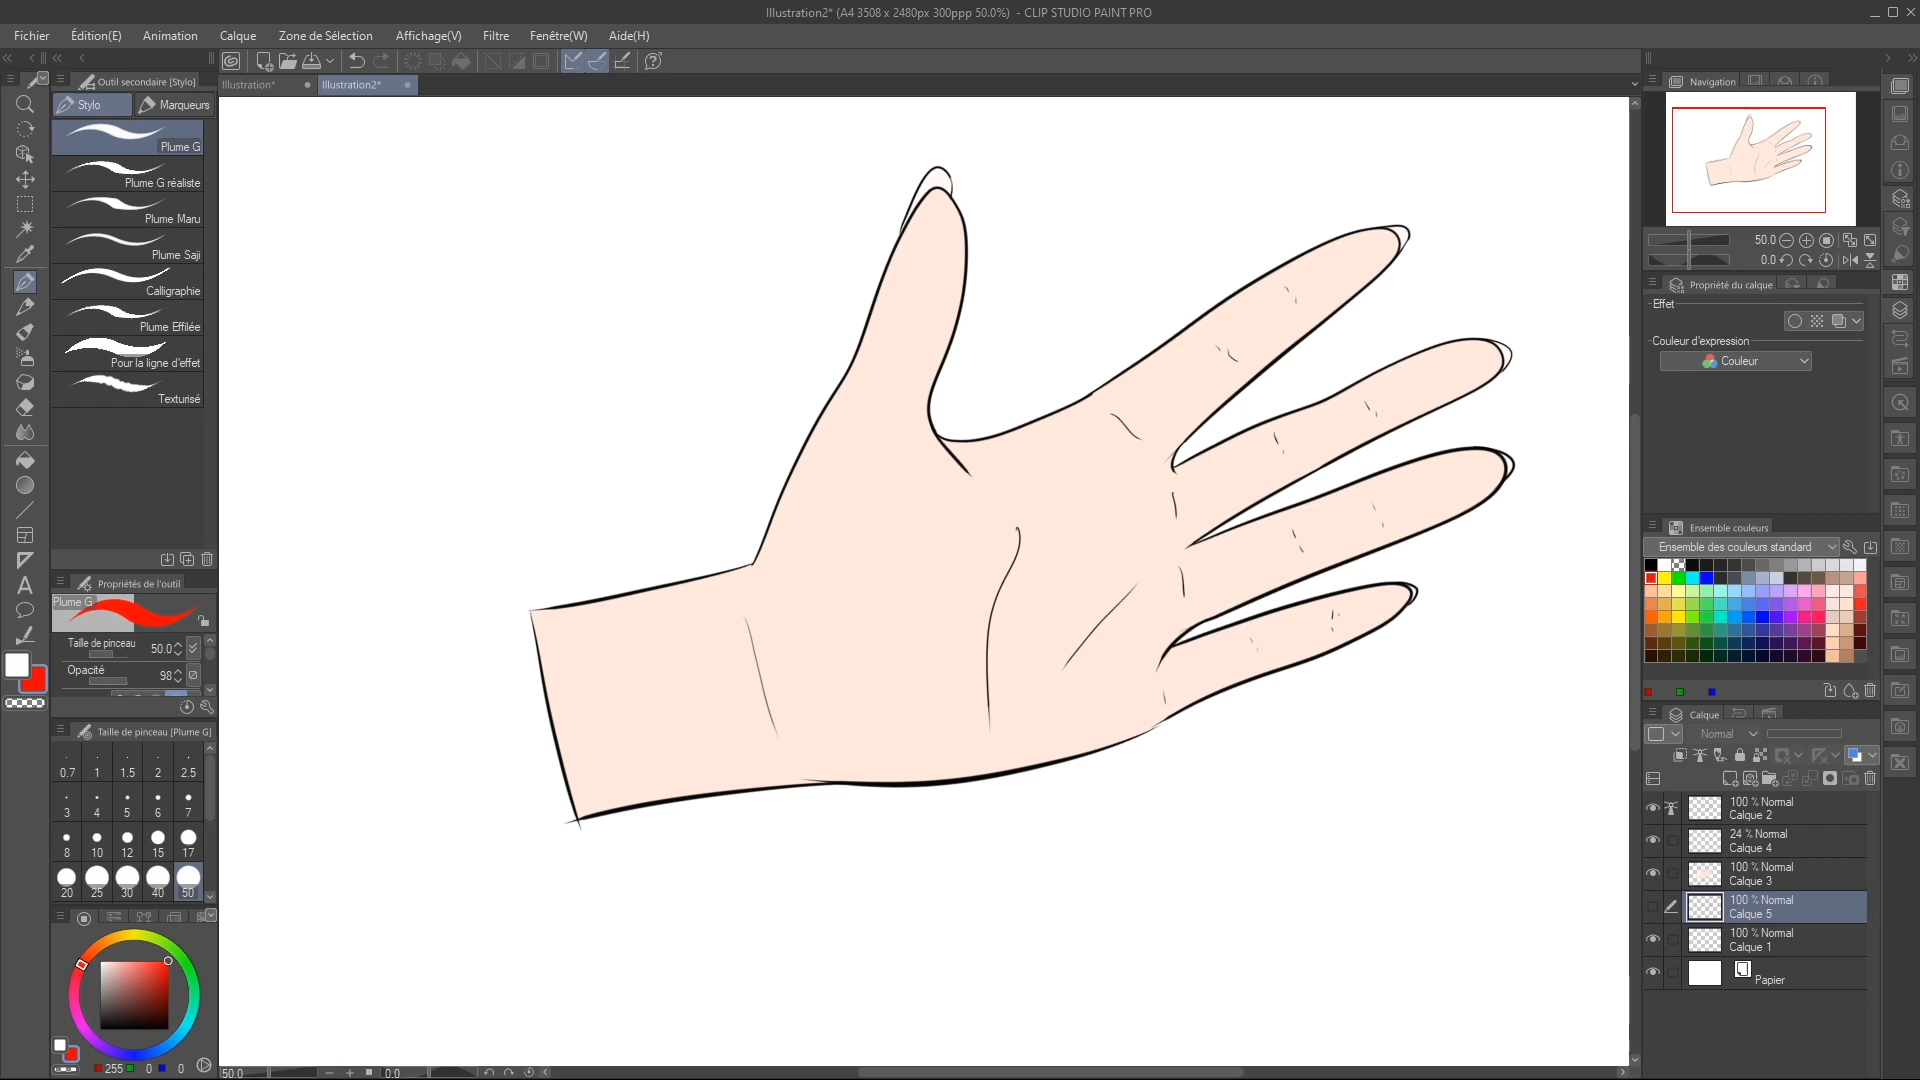 Illustration2* (A4 3508 x 2480px 300ppp 50.0%)  - CLIP STUDIO PAINT PRO
Fichier Édition(E) Animation Calque Zone de Sélection Affichage(V) Filtre Fenêtre(W) Aide(H)
Outil secondaire [Stylo]
Stylo Marqueurs
Plume G
Plume G réaliste
Plume Maru
Plume Saji
Calligraphie
Plume Effilée
Pour la ligne d'effet
Texturisé
Propriétés de l'outil
Plume G
Taille de pinceau 50.0
Opacité 98
Taille de pinceau [Plume G]
0.7 1 1.5 2 2.5
3 4 5 6 7
8 10 12 15 17
20 25 30 40 50
255 0 0
Illustration* Illustration2*
50.0 0.0
Navigation
50.0
0.0
Propriété du calque
Effet
Couleur d'expression
Couleur
Ensemble couleurs
Ensemble des couleurs standard
Calque
Normal
100 % Normal
Calque 2
24 % Normal
Calque 4
100 % Normal
Calque 3
100 % Normal
Calque 5
100 % Normal
Calque 1
Papier